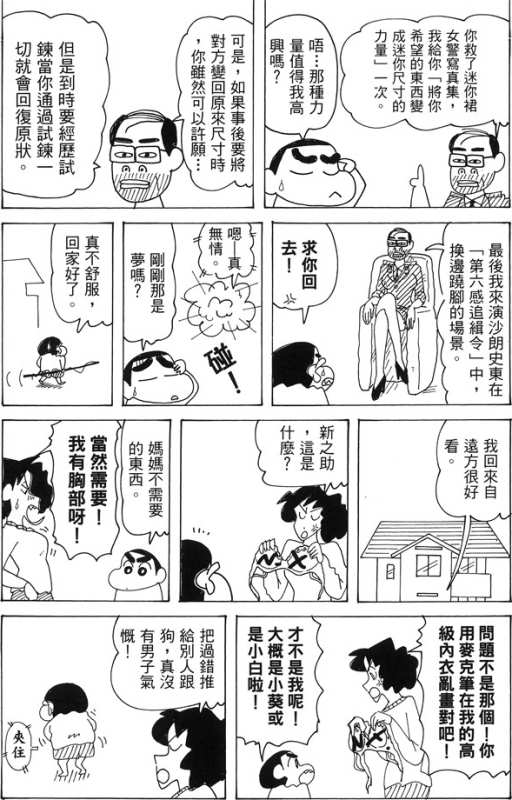 你救了迷你裙
女警寫真集，
我給你「將你
希望的東西變
成迷你尺寸的
力量」一次。
唔…那種力
量值得我高
興嗎？
可是，如果事後要將
對方變回原來尺寸時
，你雖然可以許願…
但是到時要經歷試
鍊當你通過試鍊一
切就會回復原狀。
最後我來演沙朗史東在
「第六感追緝令」中，
換邊蹺腳的場景。
求你回
去！
嗯…真
無情。
碰！
剛剛那是
夢嗎？
真不舒服，
回家好了。
我回來自
遠方很好
看。
新之助
，這是
什麼？
媽媽不需要
的東西。
當然需要！
我有胸部呀！
問題不是那個！你
用麥克筆在我的高
級內衣亂畫對吧！
才不是我呢！
大概是小葵或
是小白啦！
把過錯推
給別人跟
狗，真沒
有男子氣
慨！
夾住